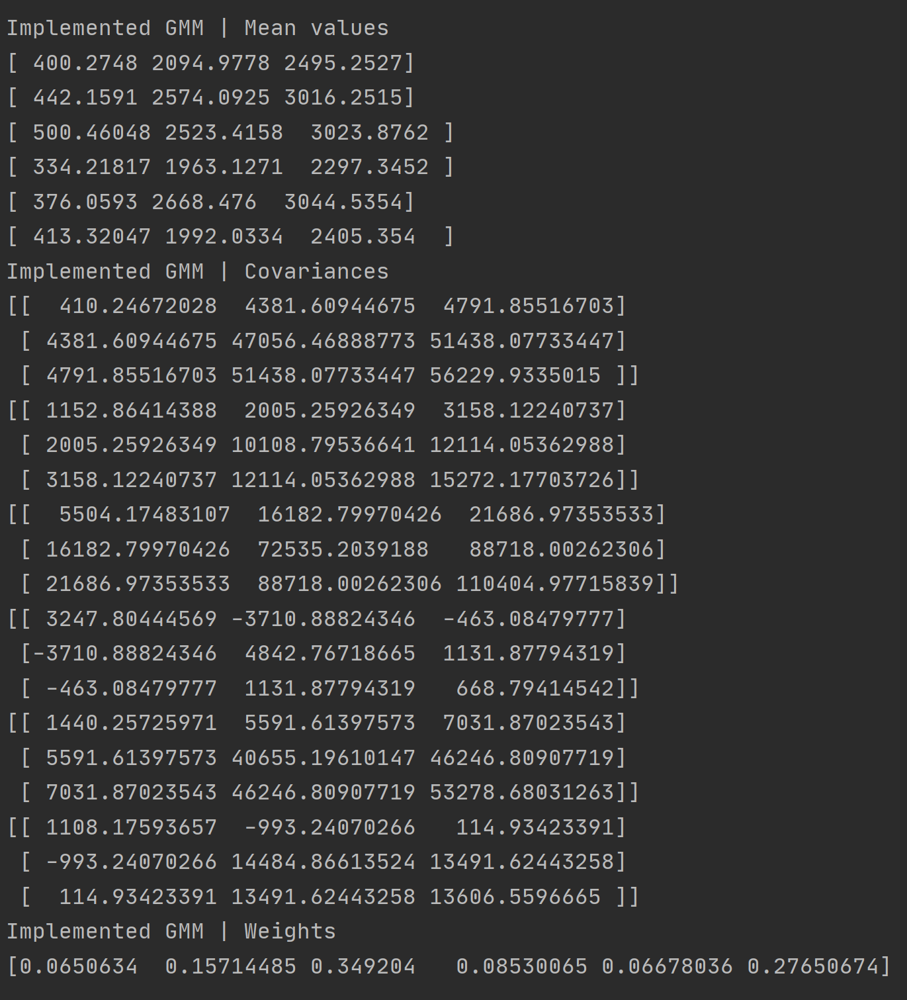 Implemented GMM | Mean values
[ 400.2748 2094.9778 2495.2527]
[ 442.1591 2574.0925 3016.2515]
[ 500.46048 2523.4158  3023.8762 ]
[ 334.21817 1963.1271  2297.3452 ]
[ 376.0593 2668.476  3044.5354]
[ 413.32047 1992.0334  2405.354  ]
Implemented GMM | Covariances
[[  410.24672028  4381.60944675  4791.85516703]
 [ 4381.60944675 47056.46888773 51438.07733447]
 [ 4791.85516703 51438.07733447 56229.9335015 ]]
[[ 1152.86414388  2005.25926349  3158.12240737]
 [ 2005.25926349 10108.79536641 12114.05362988]
 [ 3158.12240737 12114.05362988 15272.17703726]]
[[  5504.17483107  16182.79970426  21686.97353533]
 [ 16182.79970426  72535.2039188   88718.00262306]
 [ 21686.97353533  88718.00262306 110404.97715839]]
[[ 3247.80444569 -3710.88824346  -463.08479777]
 [-3710.88824346  4842.76718665  1131.87794319]
 [ -463.08479777  1131.87794319   668.79414542]]
[[ 1440.25725971  5591.61397573  7031.87023543]
 [ 5591.61397573 40655.19610147 46246.80907719]
 [ 7031.87023543 46246.80907719 53278.68031263]]
[[ 1108.17593657  -993.24070266   114.93423391]
 [ -993.24070266 14484.86613524 13491.62443258]
 [  114.93423391 13491.62443258 13606.5596665 ]]
Implemented GMM | Weights
[0.0650634  0.15714485 0.349204   0.08530065 0.06678036 0.27650674]